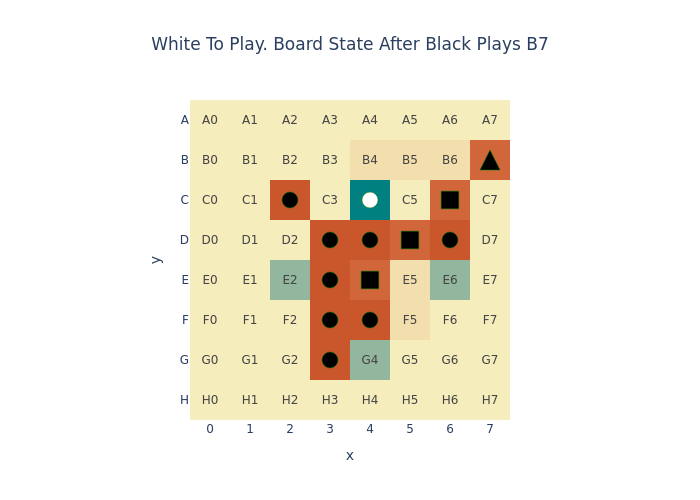 White To Play. Board State After Black Plays B7
A A0 A1 A2 A3 A4 A5 A6 A7
B B0 B1 B2 B3 B4 B5 B6
C C0 C1 C3 C5 C7
D D0 D1 D2 D7
E E0 E1 E2 E5 E6 E7
F F0 F1 F2 F5 F6 F7
G G0 G1 G2 G4 G5 G6 G7
H H0 H1 H2 H3 H4 H5 H6 H7
0 1 2 3 4 5 6 7
x
y